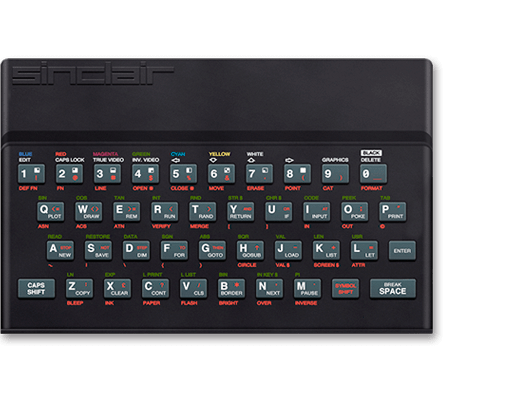 sinclair
BLUE RED MAGENTA GREEN CYAN YELLOW WHITE BLACK
EDIT CAPS LOCK TRUE VIDEO INV. VIDEO GRAPHICS DELETE
1 2 3 4 5 6 7 8 9 0
DEF FN FN LINE OPEN # CLOSE # MOVE ERASE POINT CAT FORMAT
BIN COS TAN INT RND STR $ CHR $ CODE PEEK TAB
Q W E R T Y U I O P
PLOT DRAW REM RUN RAND RETURN IF INPUT POKE PRINT
ASN ACS ATN VERIFY MERGE [ ] IN OUT ©
READ RESTORE DATA SGN ABS SQR VAL LEN USR
A STOP S NOT D STEP F TO G THEN H J K L
NEW SAVE DIM FOR GOTO GOSUB LOAD LIST LET ENTER
~ | \ { } CIRCLE VAL $ SCREEN $ ATTR
LN EXP L PRINT L LIST BIN IN KEY $ PI
CAPS SHIFT Z X C V B N M SYMBOL SHIFT BREAK SPACE
COPY CLEAR CONT CLS BORDER NEXT PAUSE
BLEEP INK PAPER FLASH BRIGHT OVER INVERSE